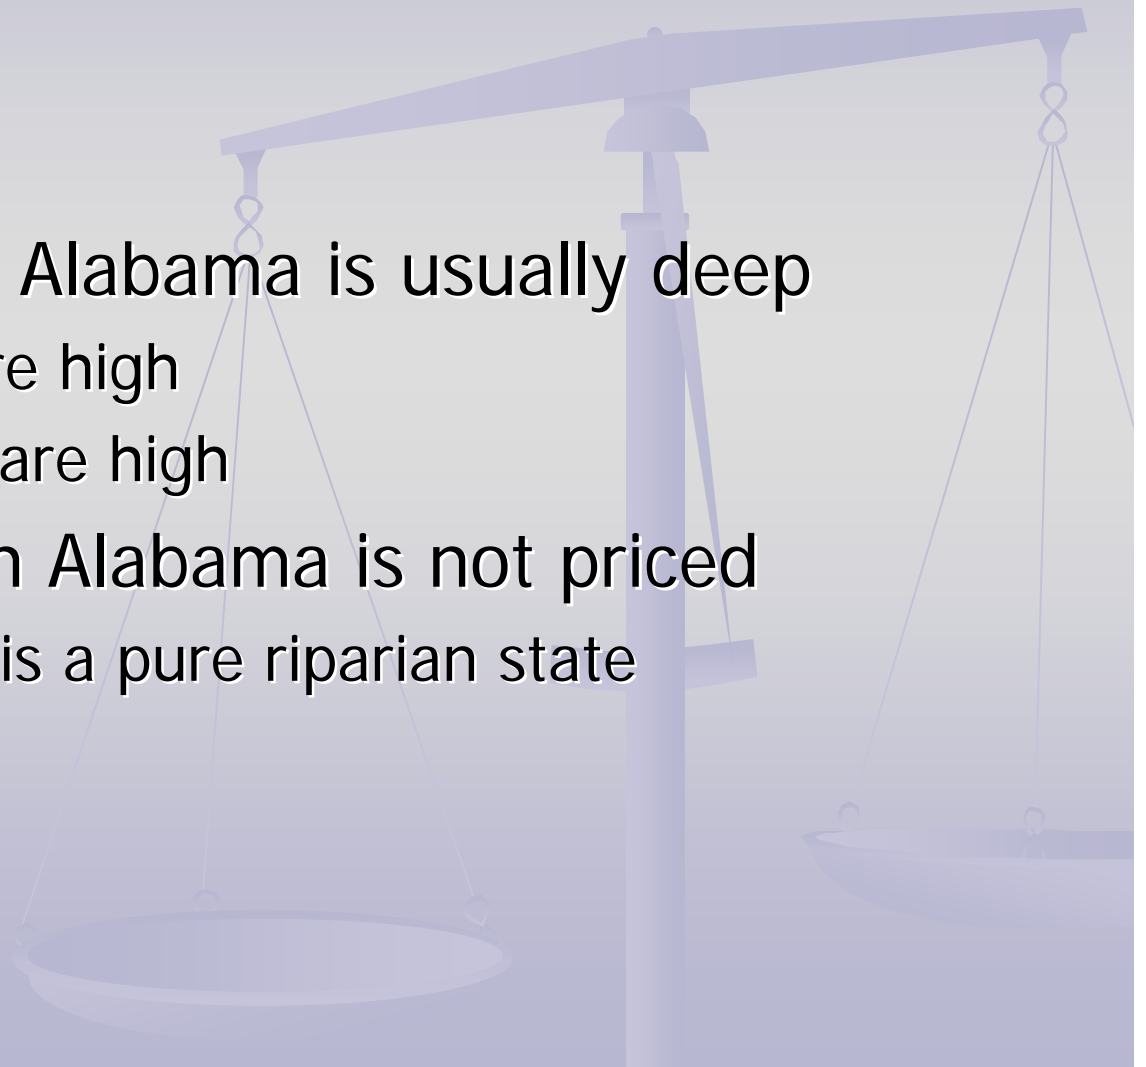 Alabama is usually deep
re high
are high
n Alabama is not priced
is a pure riparian state